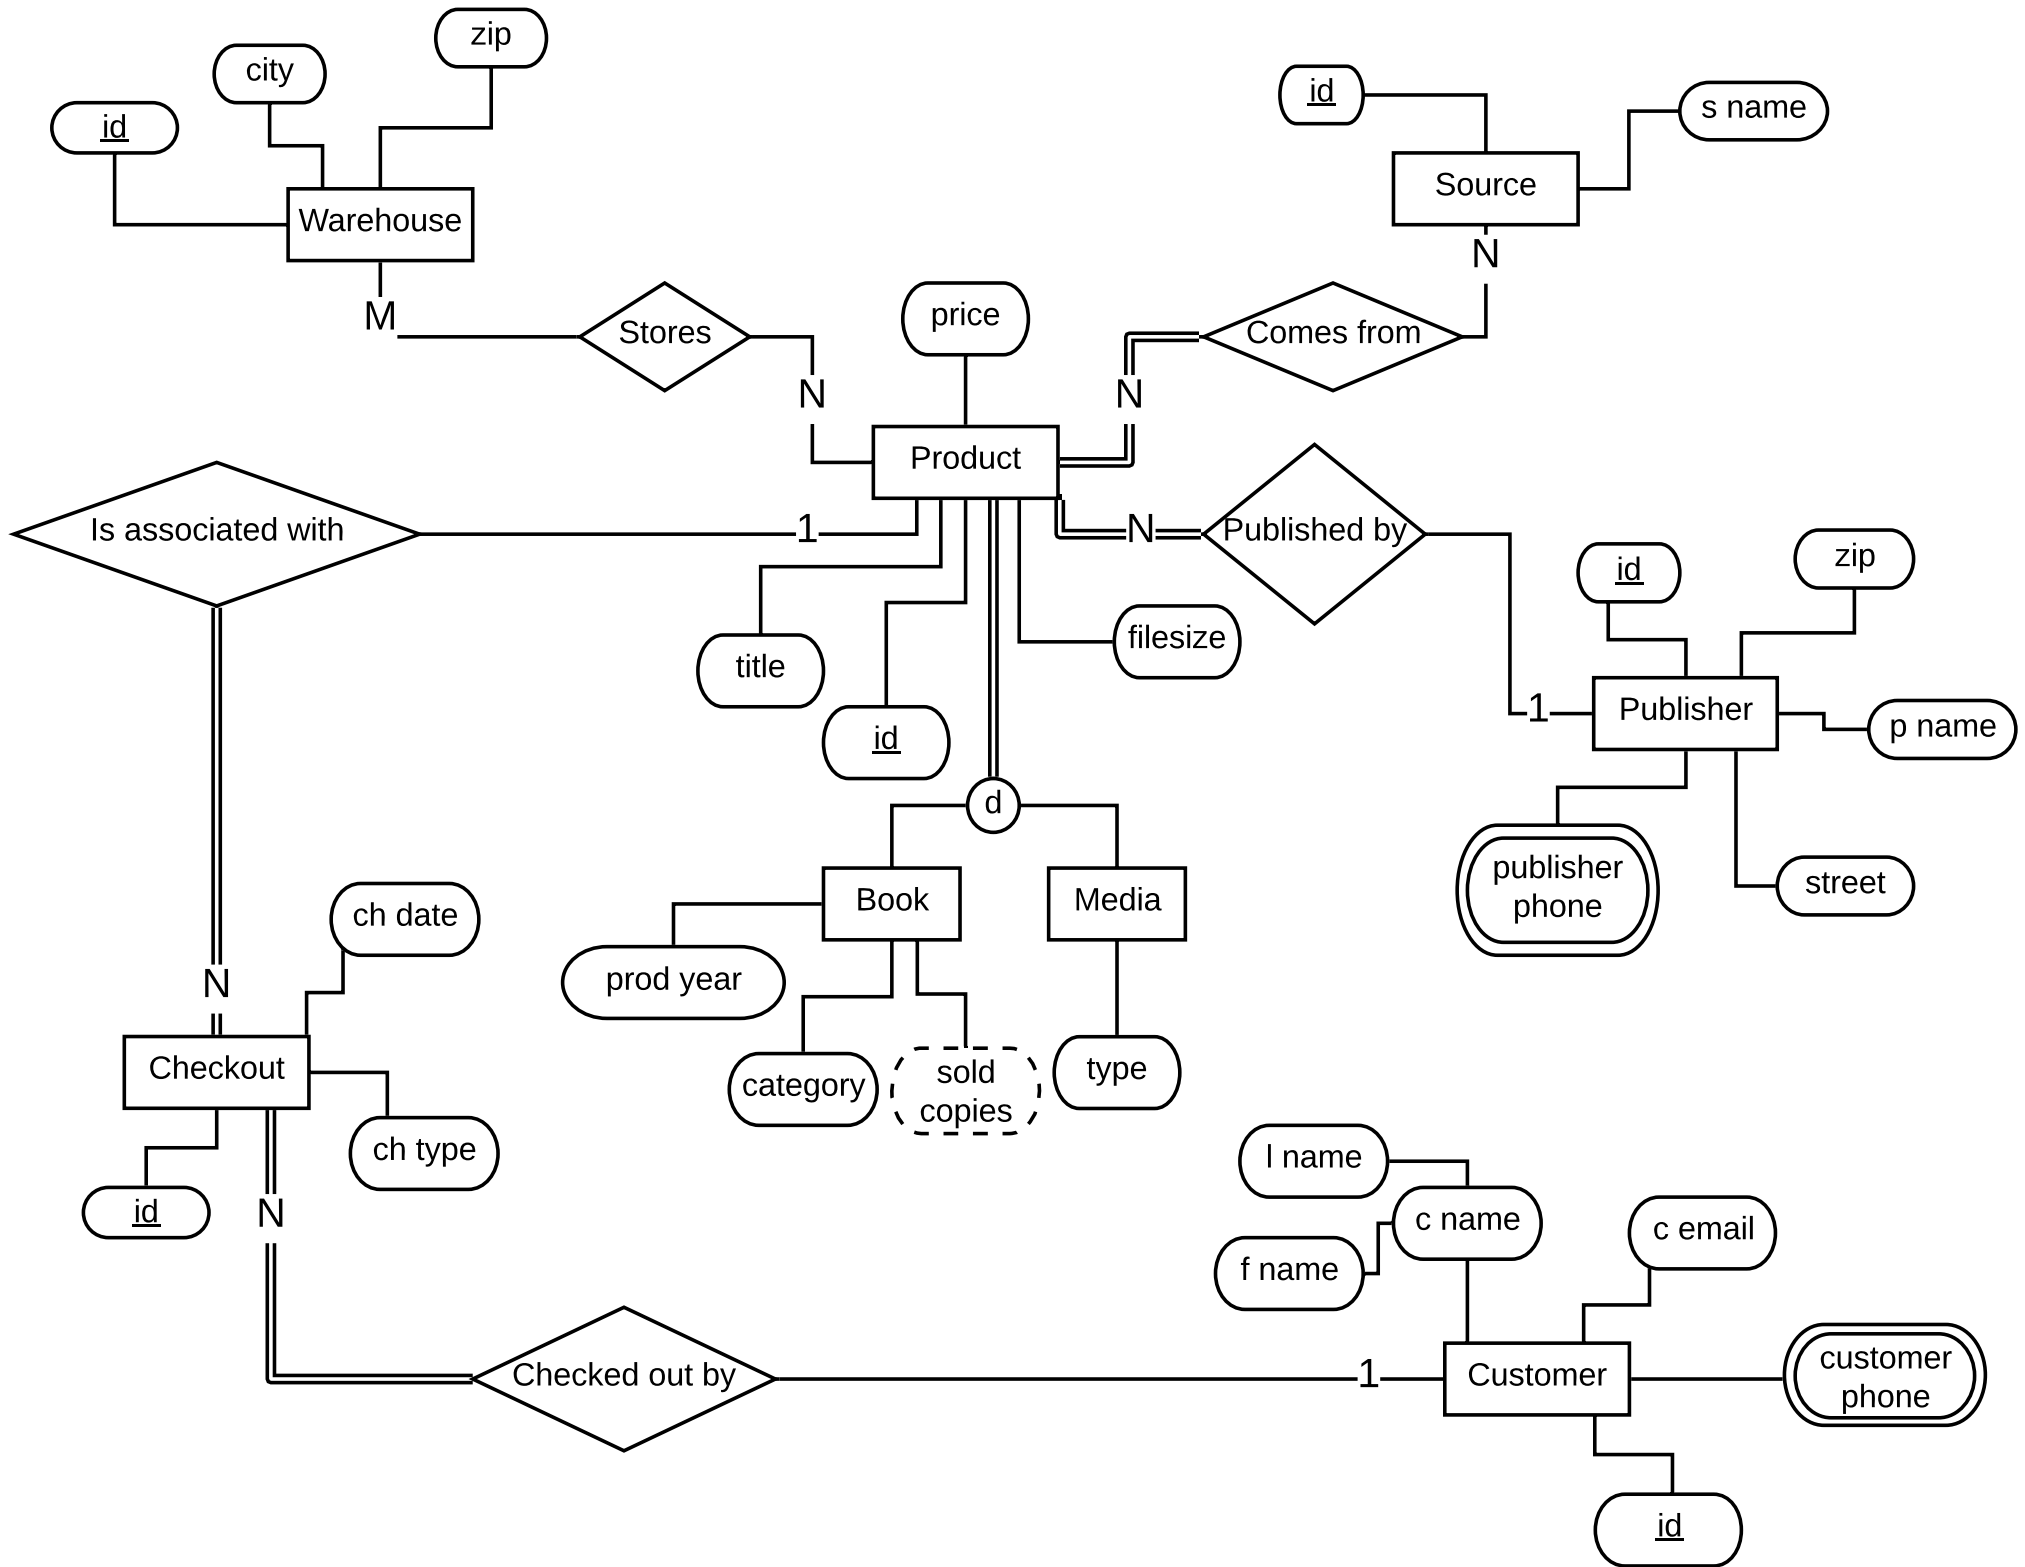 zip
city
id
Warehouse
M
Stores
N
id
s name
Source
N
Comes from
N
price
Product
Is associated with
1
N
Published by
title
id
filesize
id
zip
1
Publisher
p name
publisher
phone
street
d
Book
Media
prod year
category
sold
copies
type
ch date
N
Checkout
ch type
id
N
Checked out by
1
l name
c name
f name
c email
Customer
customer
phone
id